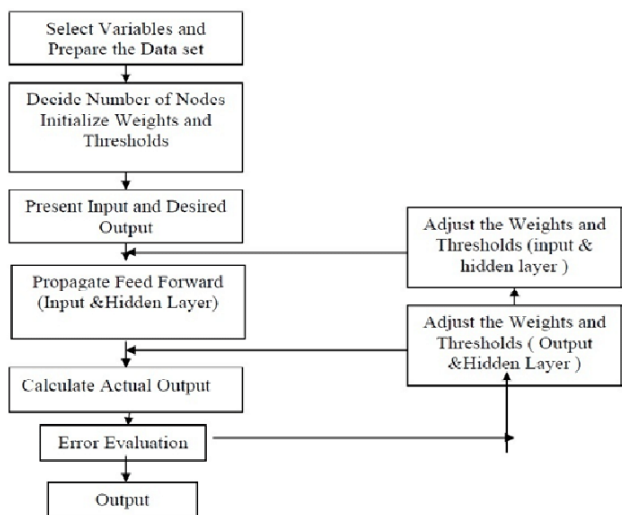 Select Variables and
Prepare the Data set
Decide Number of Nodes
Initialize Weights and
Thresholds
Present Input and Desired
Output
Adjust the Weights and
Thresholds (input &
hidden layer )
Propagate Feed Forward
(Input &Hidden Layer)
Adjust the Weights and
Thresholds ( Output
&Hidden Layer )
Calculate Actual Output
Error Evaluation
Output